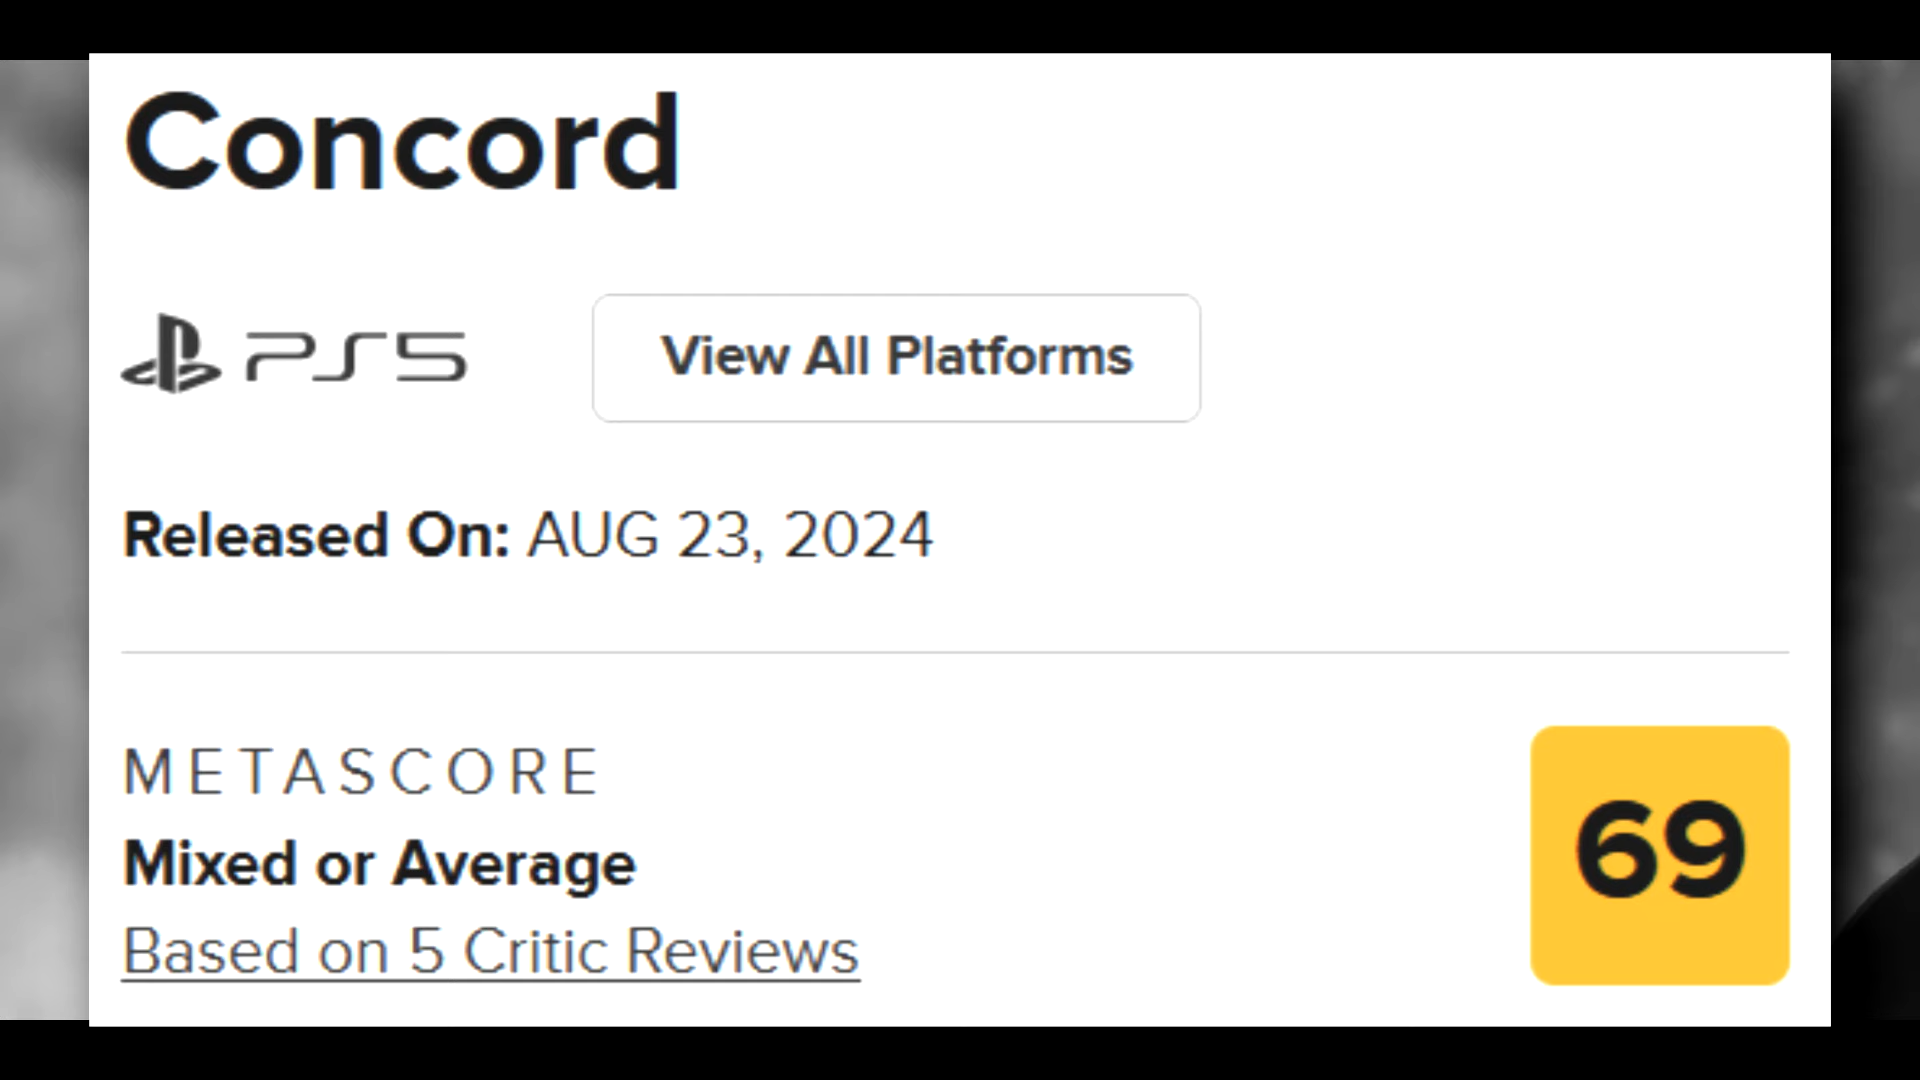 Concord
PS5
View All Platforms
Released On: AUG 23, 2024
METASCORE
Mixed or Average
Based on 5 Critic Reviews
69